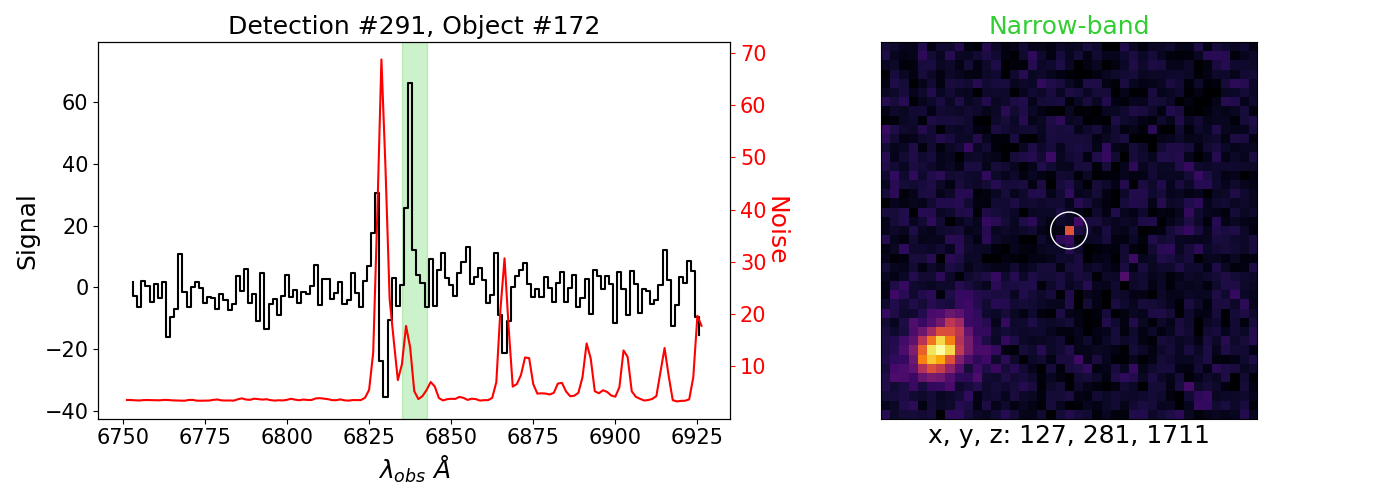 Detection #291, Object #172
Narrow-band
60
40
20
0
−20
−40
Signal
70
60
50
40
30
20
10
Noise
6750 6775 6800 6825 6850 6875 6900 6925
λobs Å
x, y, z: 127, 281, 1711